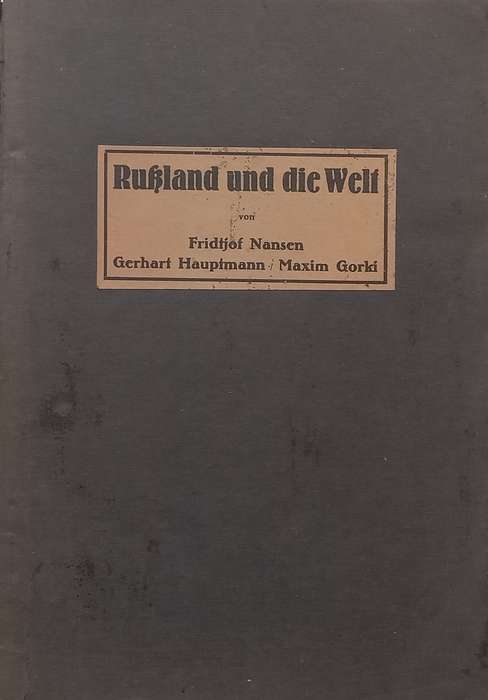 Rußland und die Welt
von
Fridtjof Nansen
Gerhart Hauptmann / Maxim Gorki